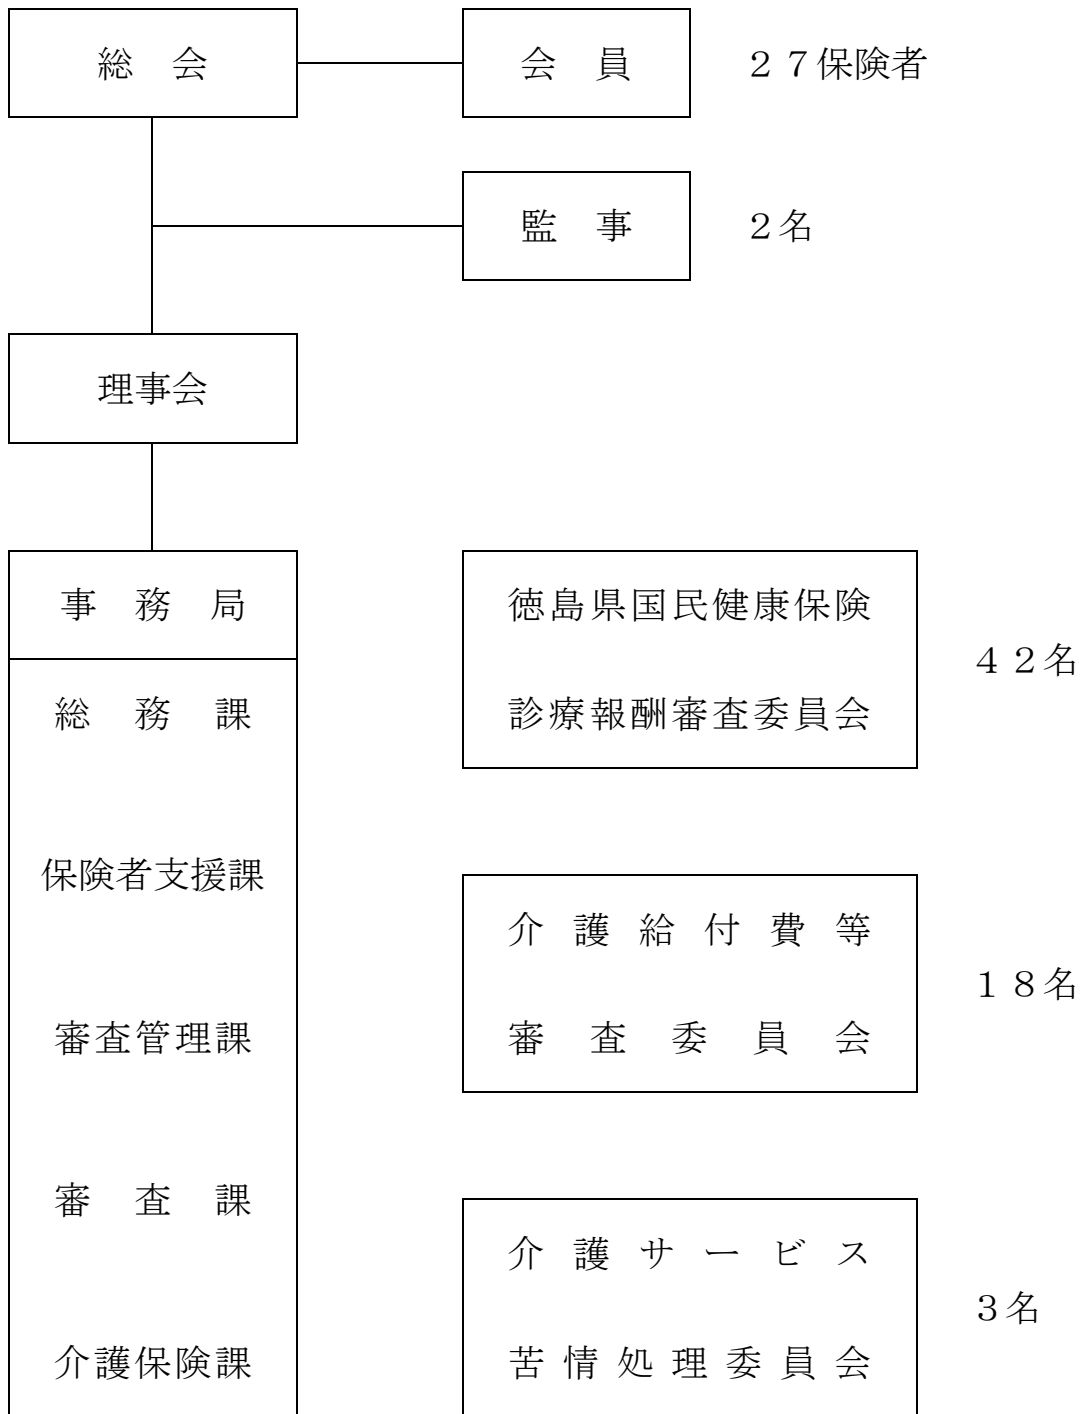 総　会
会　員
２７保険者
監　事
２名
理事会
事　務　局
総　務　課
保険者支援課
審査管理課
審　査　課
介護保険課
徳島県国民健康保険
診療報酬審査委員会
４２名
介護給付費等
審査委員会
１８名
介護サービス
苦情処理委員会
３名